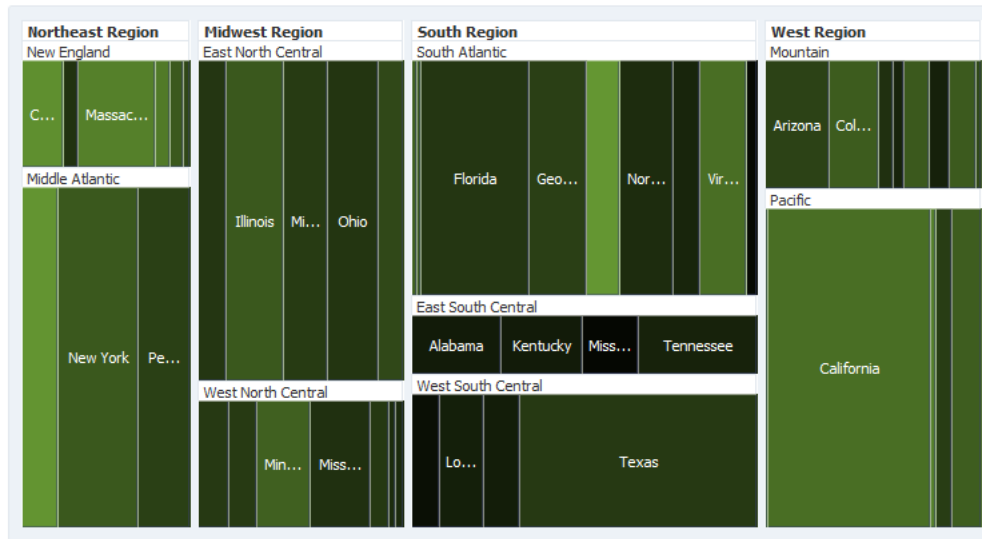 Northeast Region
New England
C...
Massac...
Middle Atlantic
New York
Pe...
Midwest Region
East North Central
Illinois
Mi...
Ohio
West North Central
Min...
Miss...
South Region
South Atlantic
Florida
Geo...
Nor...
Vir...
East South Central
Alabama
Kentucky
Miss...
Tennessee
West South Central
Lo...
Texas
West Region
Mountain
Arizona
Col...
Pacific
California